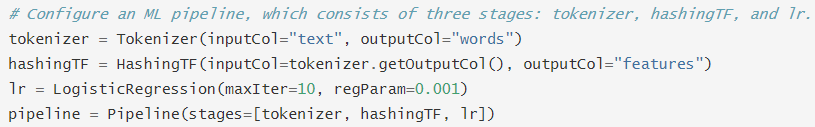 # Configure an ML pipeline, which consists of three stages: tokenizer, hashingTF, and lr.
tokenizer = Tokenizer(inputCol="text", outputCol="words")
hashingTF = HashingTF(inputCol=tokenizer.getOutputCol(), outputCol="features")
lr = LogisticRegression(maxIter=10, regParam=0.001)
pipeline = Pipeline(stages=[tokenizer, hashingTF, lr])